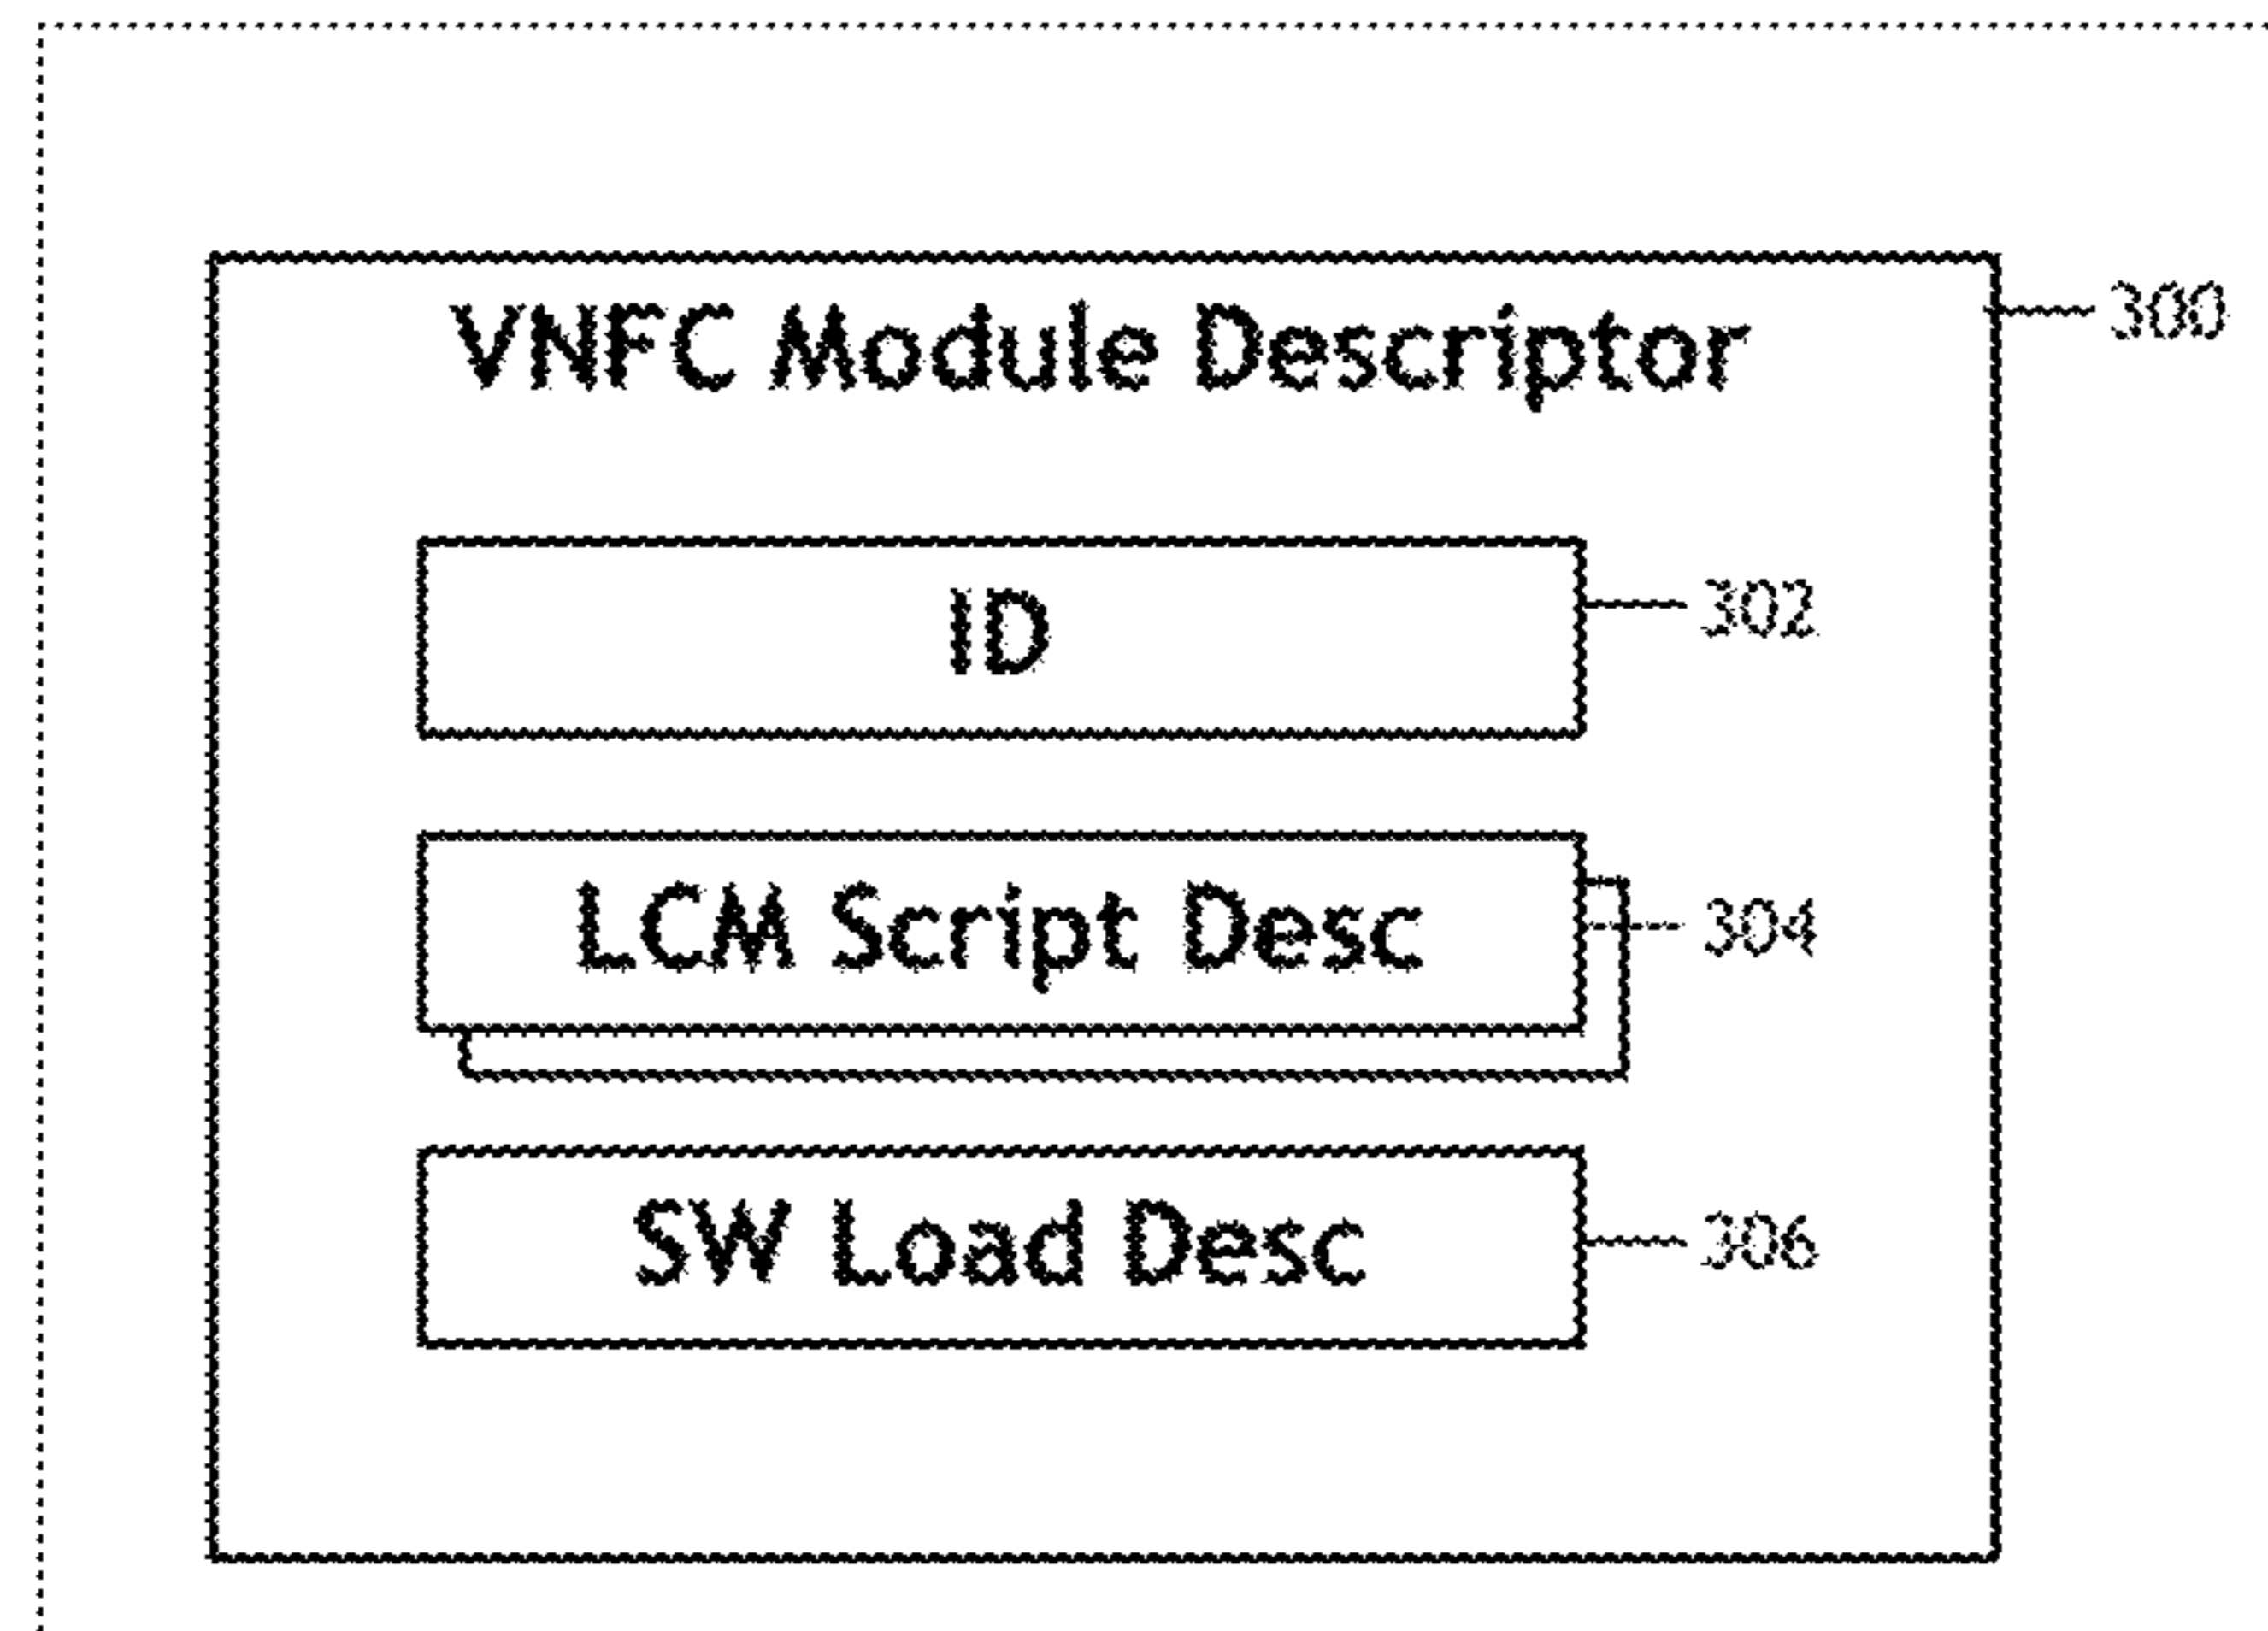 VNFC Module Descriptor
300
ID
302
LCM Script Desc
304
SW Load Desc
306